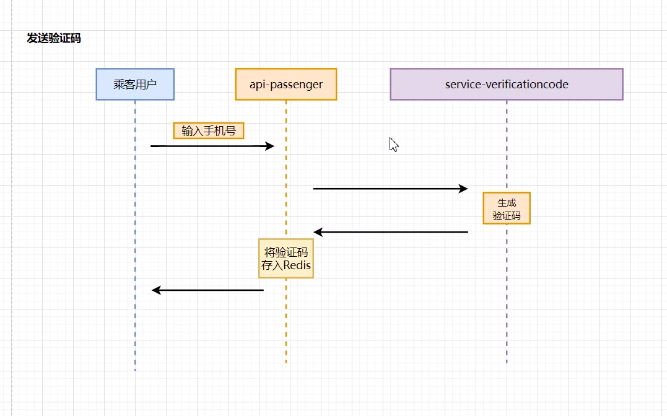 发送验证码
乘客用户
api-passenger
service-verificationcode
输入手机号
生成
验证码
将验证码
存入Redis